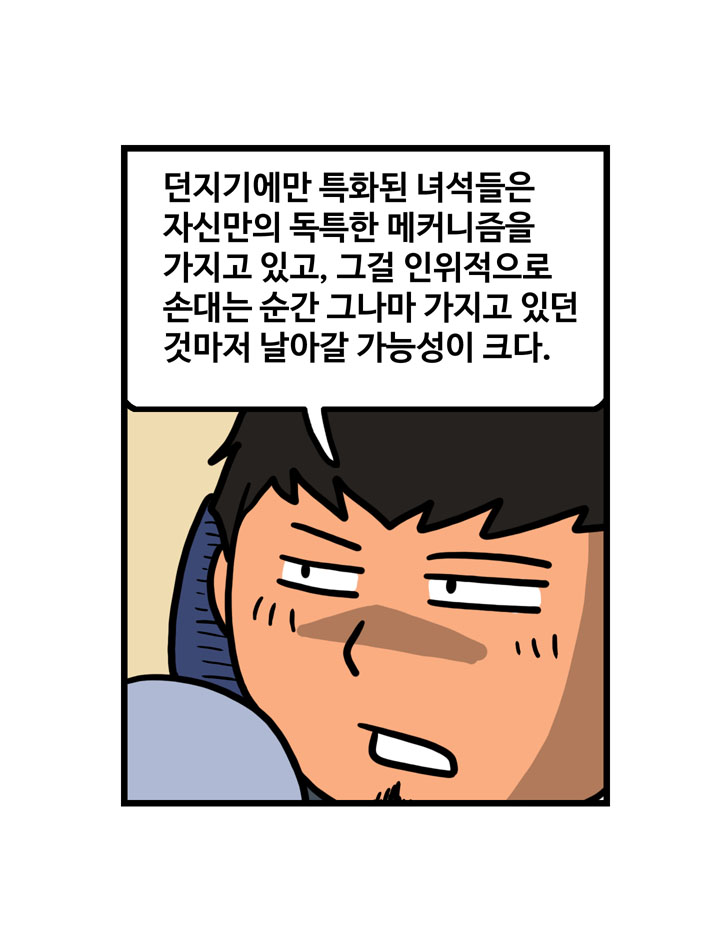 던지기에만 특화된 녀석들은
자신만의 독특한 메커니즘을
가지고 있고, 그걸 인위적으로
손대는 순간 그나마 가지고 있던
것마저 날아갈 가능성이 크다.